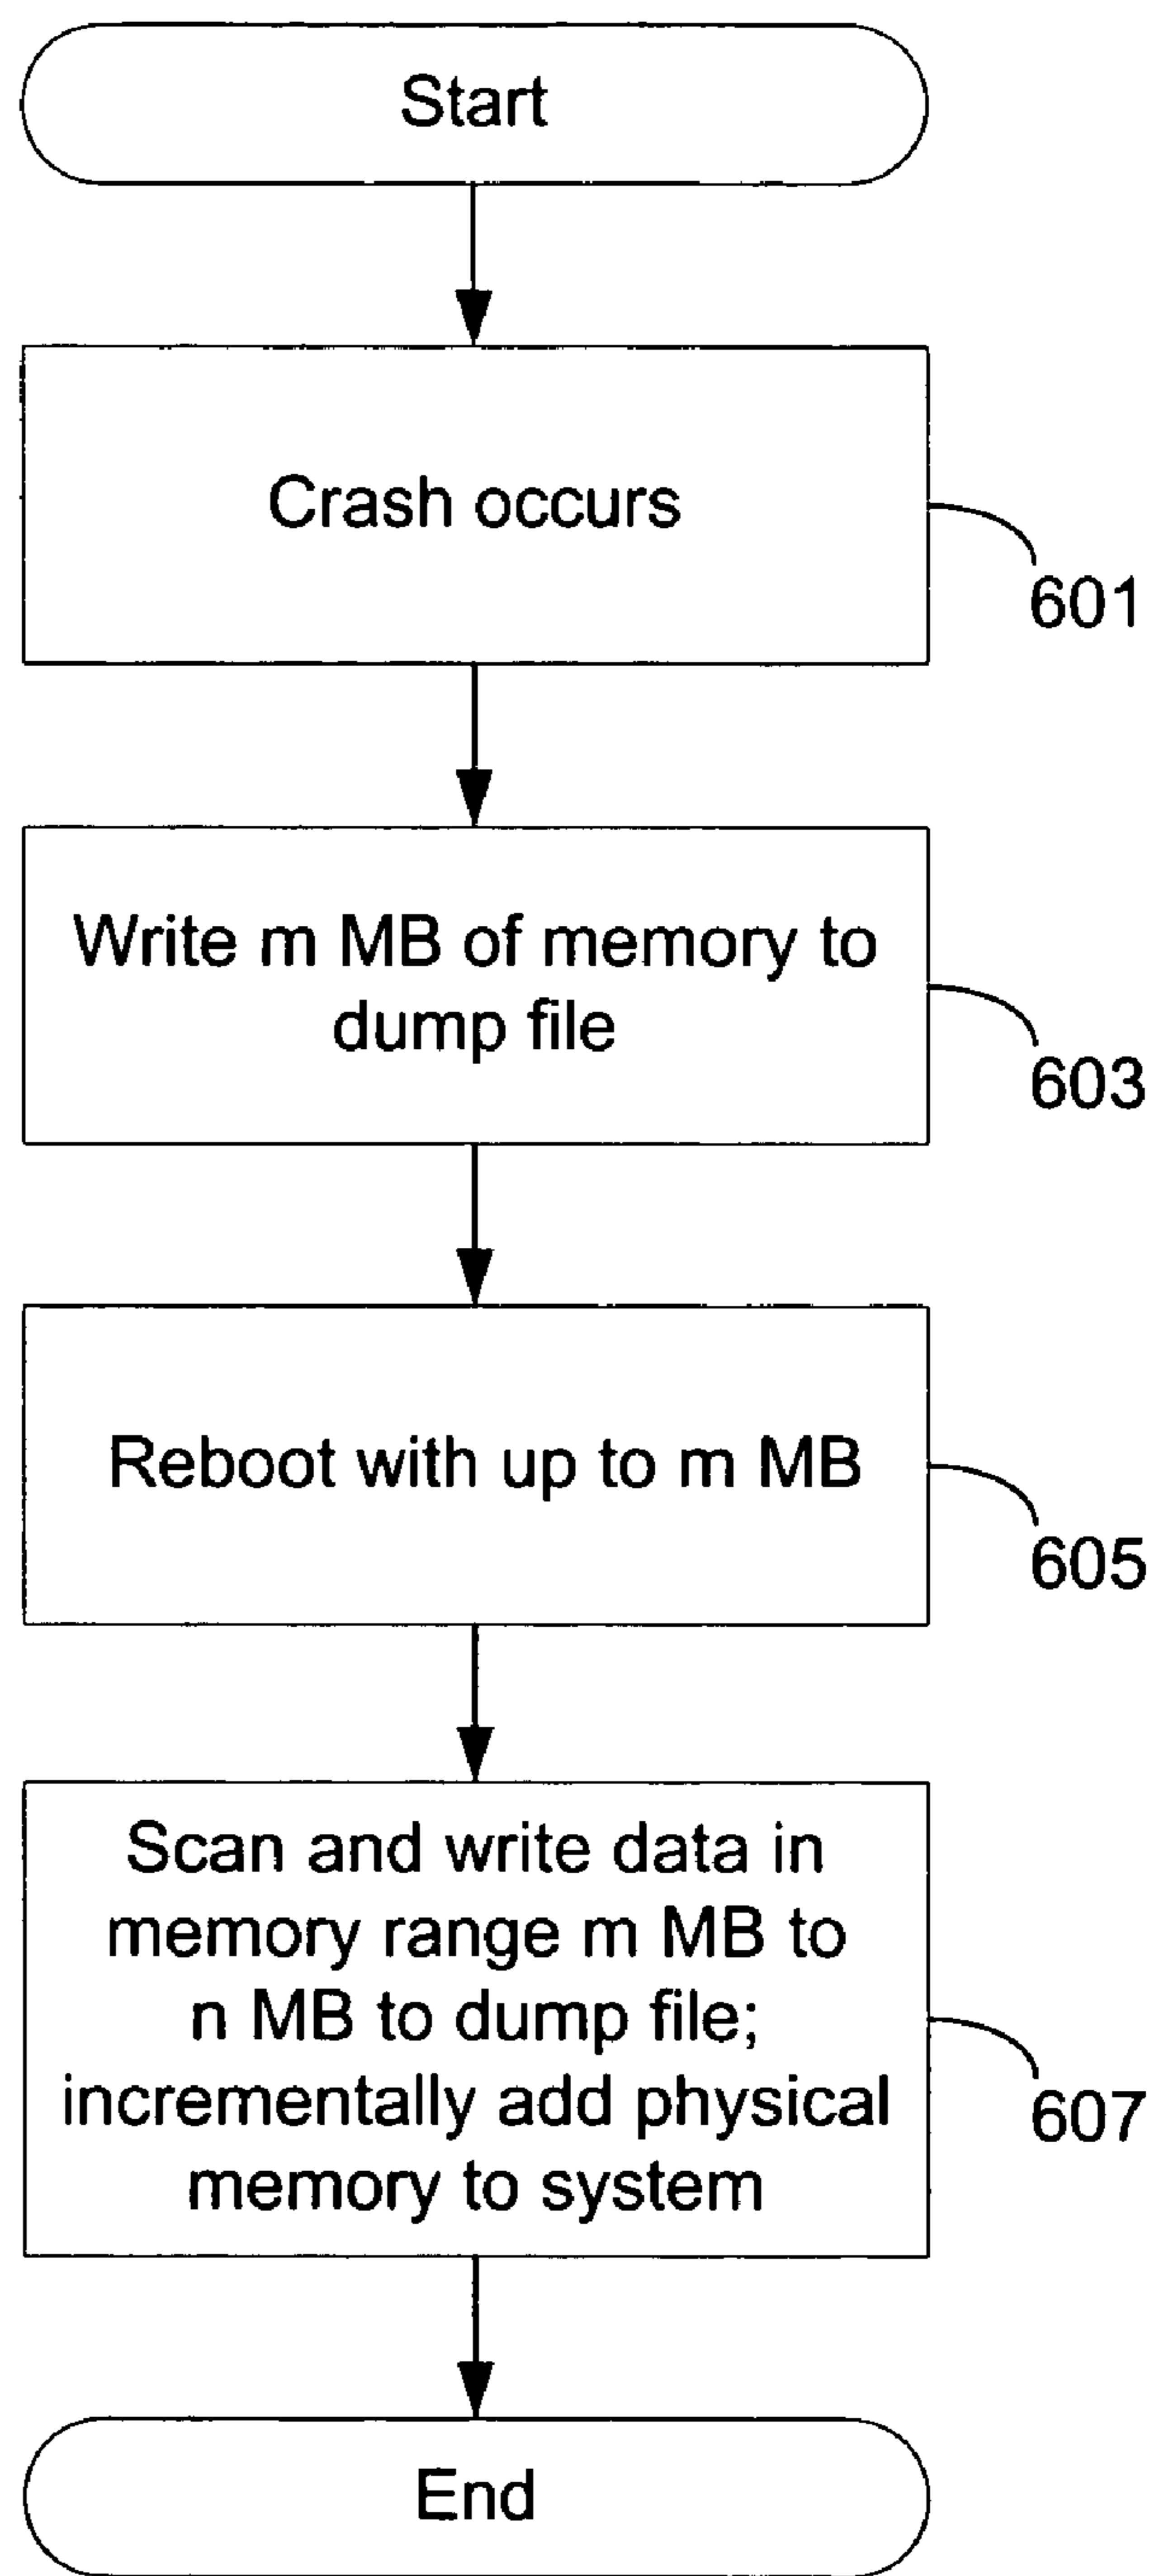 Start
Crash occurs
601
Write m MB of memory to
dump file
603
Reboot with up to m MB
605
Scan and write data in
memory range m MB to
n MB to dump file;
incrementally add physical
memory to system
607
End